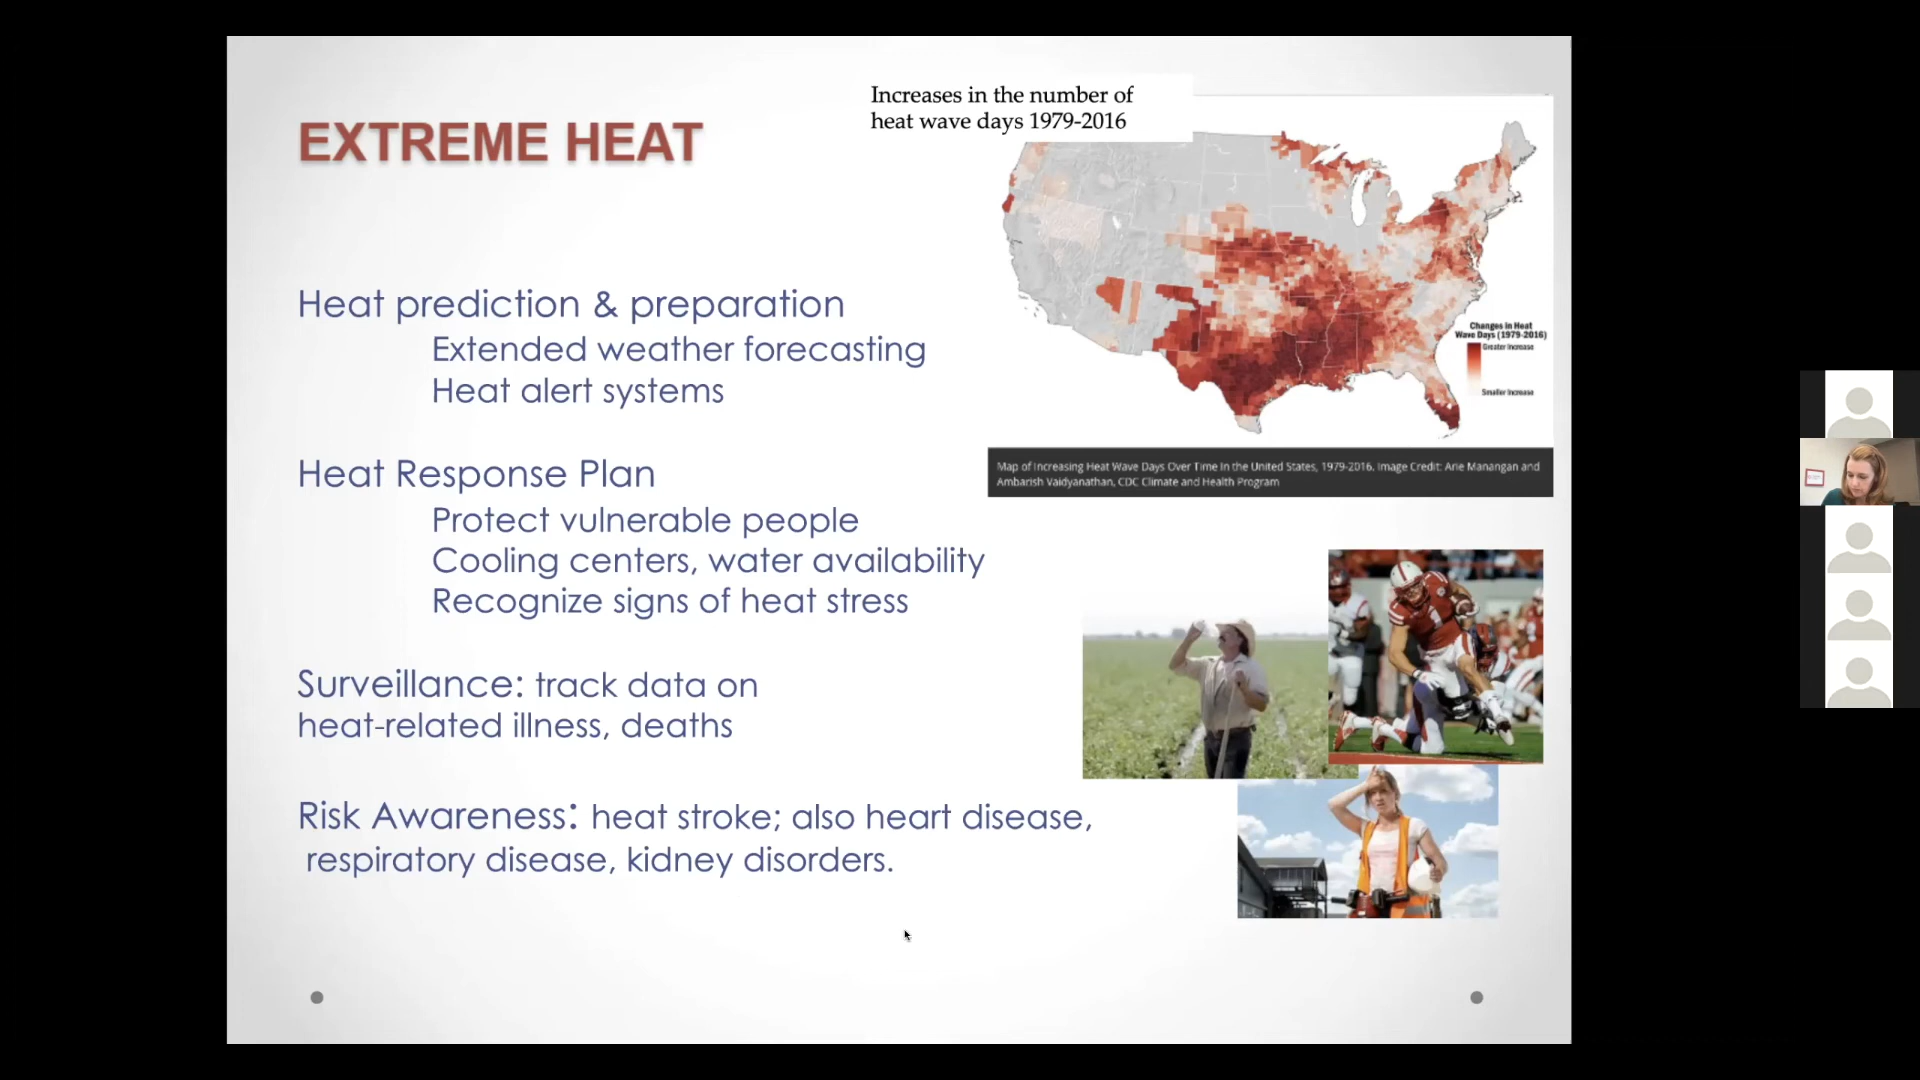 EXTREME HEAT
Increases in the number of
heat wave days 1979-2016
Changes in Heat
Wave Days (1979-2016)
Greater Increase
Smaller Increase
Map of Increasing Heat Wave Days Over Time in the United States, 1979-2016. Image Credit: Arie Manangan and
Ambarish Vaidyanathan, CDC Climate and Health Program
Heat prediction & preparation
Extended weather forecasting
Heat alert systems
Heat Response Plan
Protect vulnerable people
Cooling centers, water availability
Recognize signs of heat stress
Surveillance: track data on
heat-related illness, deaths
Risk Awareness: heat stroke; also heart disease,
respiratory disease, kidney disorders.
1